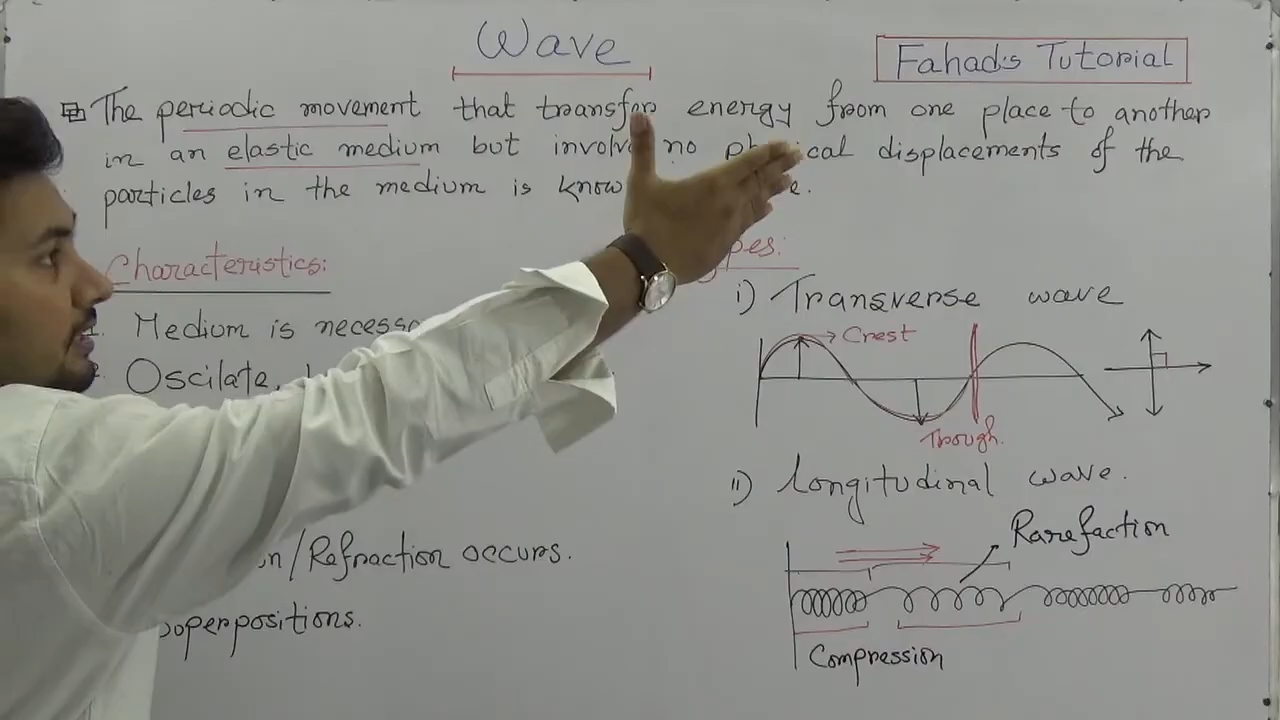 Wave
Fahad's Tutorial
The periodic movement that transfer energy from one place to another
in an elastic medium but involve no physical displacements of the
particles in the medium is know
Characteristics:
Medium is necess
Oscilate,
/Refraction occurs.
i) Transverse wave
Crest
Trough.
ii) Longitudinal wave.
Rarefaction
Compression